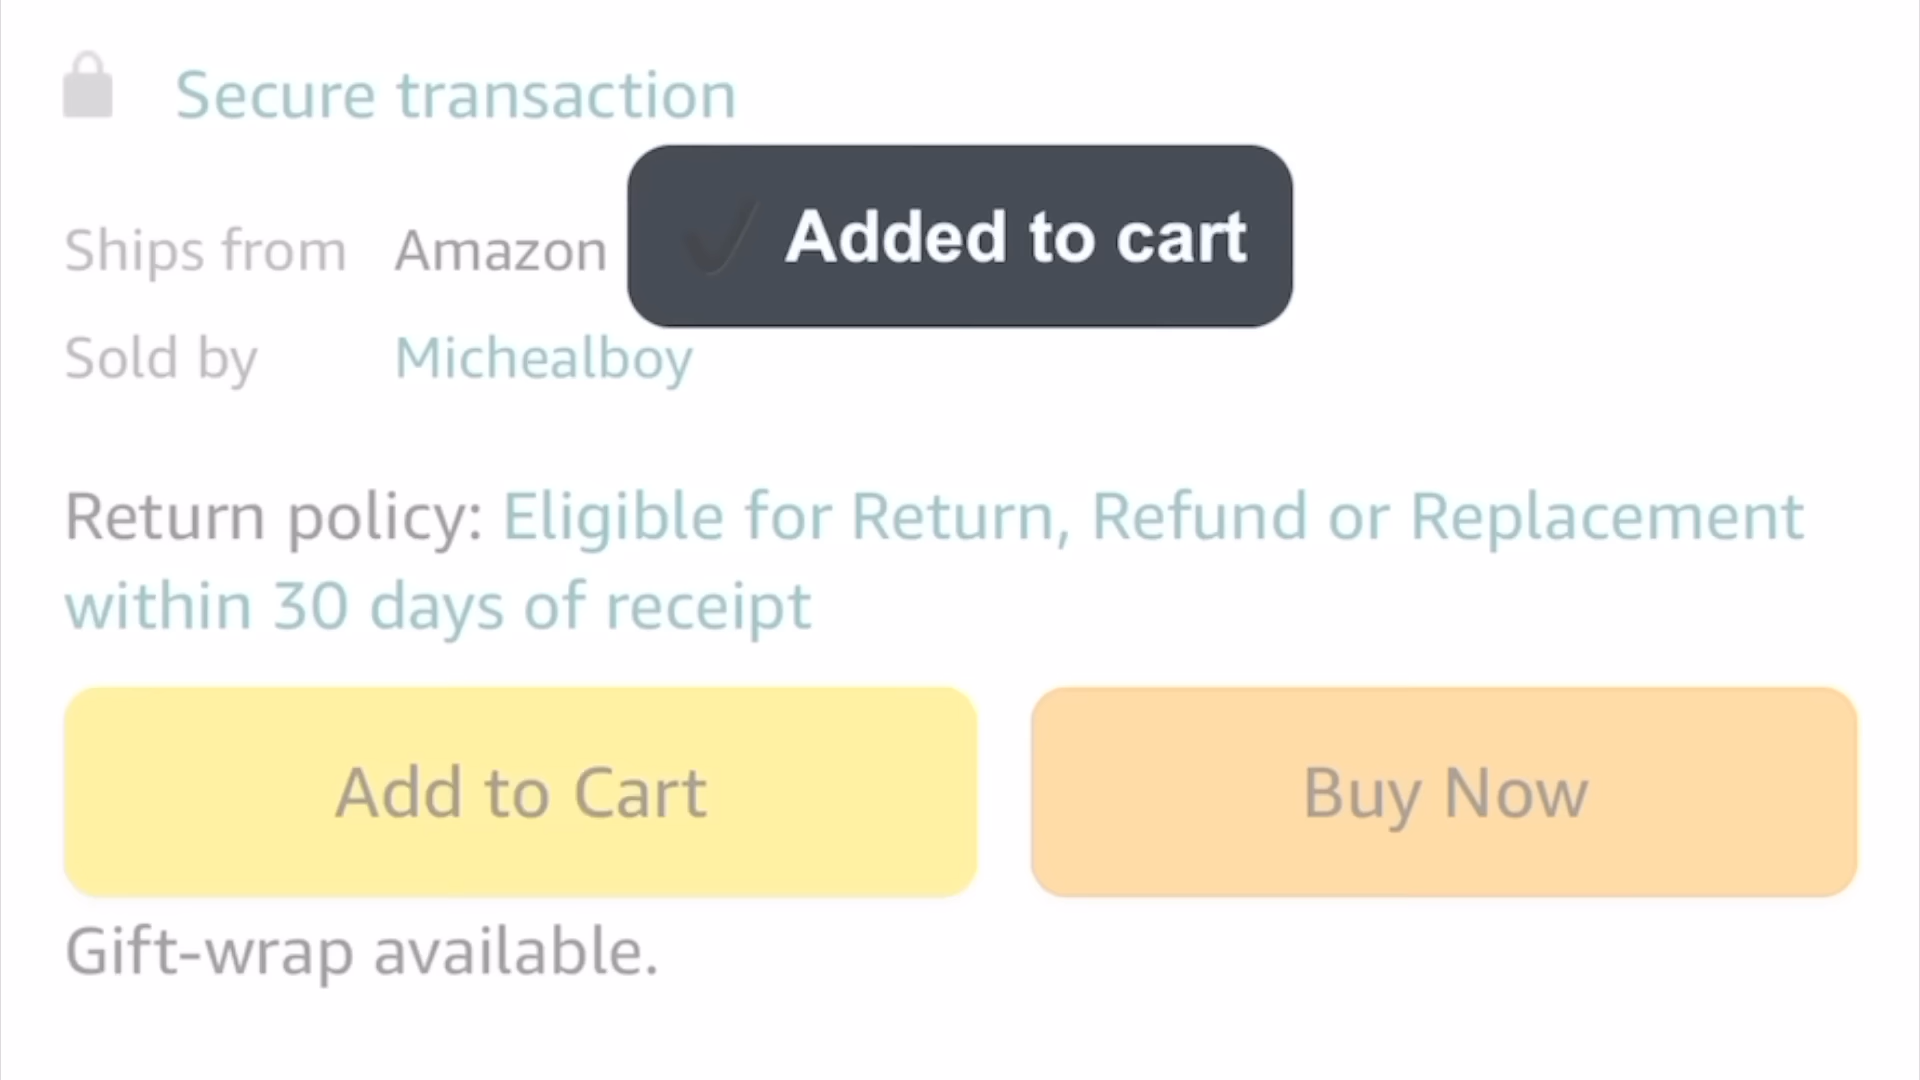 Secure transaction
✓ Added to cart
Ships from Amazon
Sold by Michealboy
Return policy: Eligible for Return, Refund or Replacement
within 30 days of receipt
Add to Cart Buy Now
Gift-wrap available.